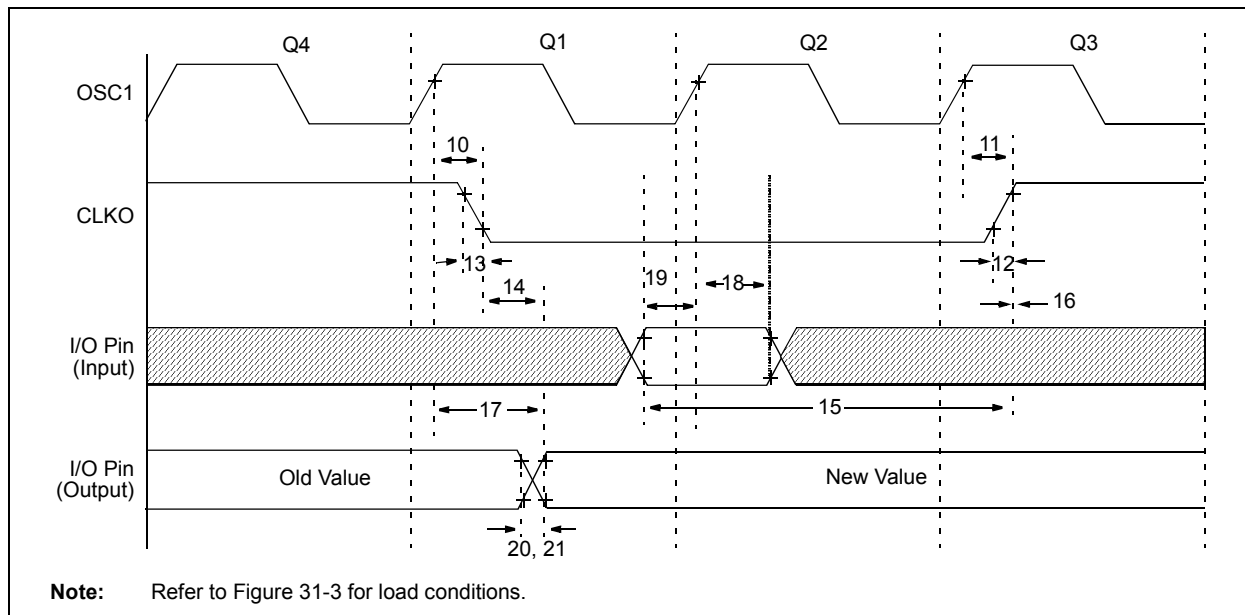 Q4 Q1 Q2 Q3
OSC1
10 11
CLKO
13 12
14 19 18 16
I/O Pin
(Input)
17 15
I/O Pin
(Output)
Old Value New Value
20, 21
Note: Refer to Figure 31-3 for load conditions.